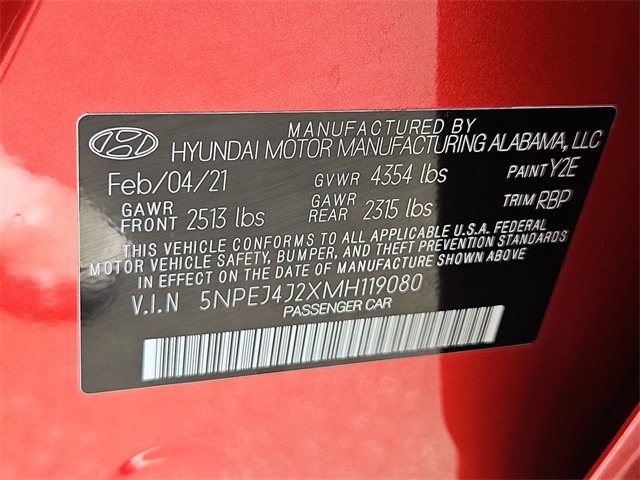 MANUFACTURED BY
HYUNDAI MOTOR MANUFACTURING ALABAMA, LLC
Feb/04/21 GVWR 4354 lbs PAINT Y2E
GAWR FRONT 2513 lbs GAWR REAR 2315 lbs TRIM RBP
THIS VEHICLE CONFORMS TO ALL APPLICABLE U.S.A. FEDERAL
MOTOR VEHICLE SAFETY, BUMPER, AND THEFT PREVENTION STANDARDS
IN EFFECT ON THE DATE OF MANUFACTURE SHOWN ABOVE.
V.I.N 5NPEJ4J2XMH119080
PASSENGER CAR